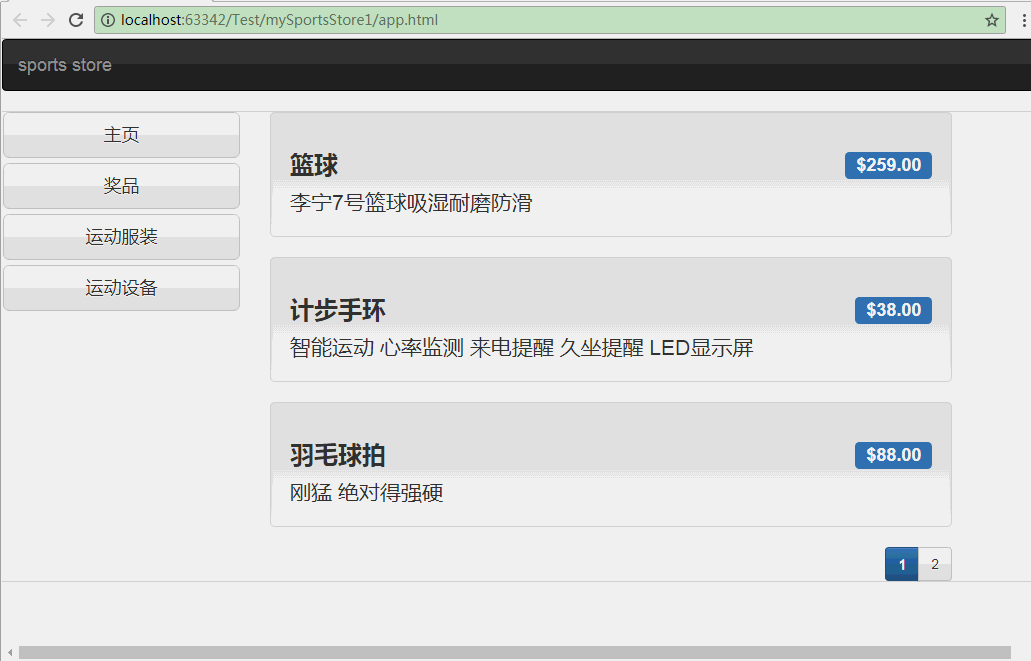 localhost:63342/Test/mySportsStore1/app.html
sports store
主页
奖品
运动服装
运动设备
篮球
$259.00
李宁7号篮球吸湿耐磨防滑
计步手环
$38.00
智能运动 心率监测 来电提醒 久坐提醒 LED显示屏
羽毛球拍
$88.00
刚猛 绝对得强硬
1 2